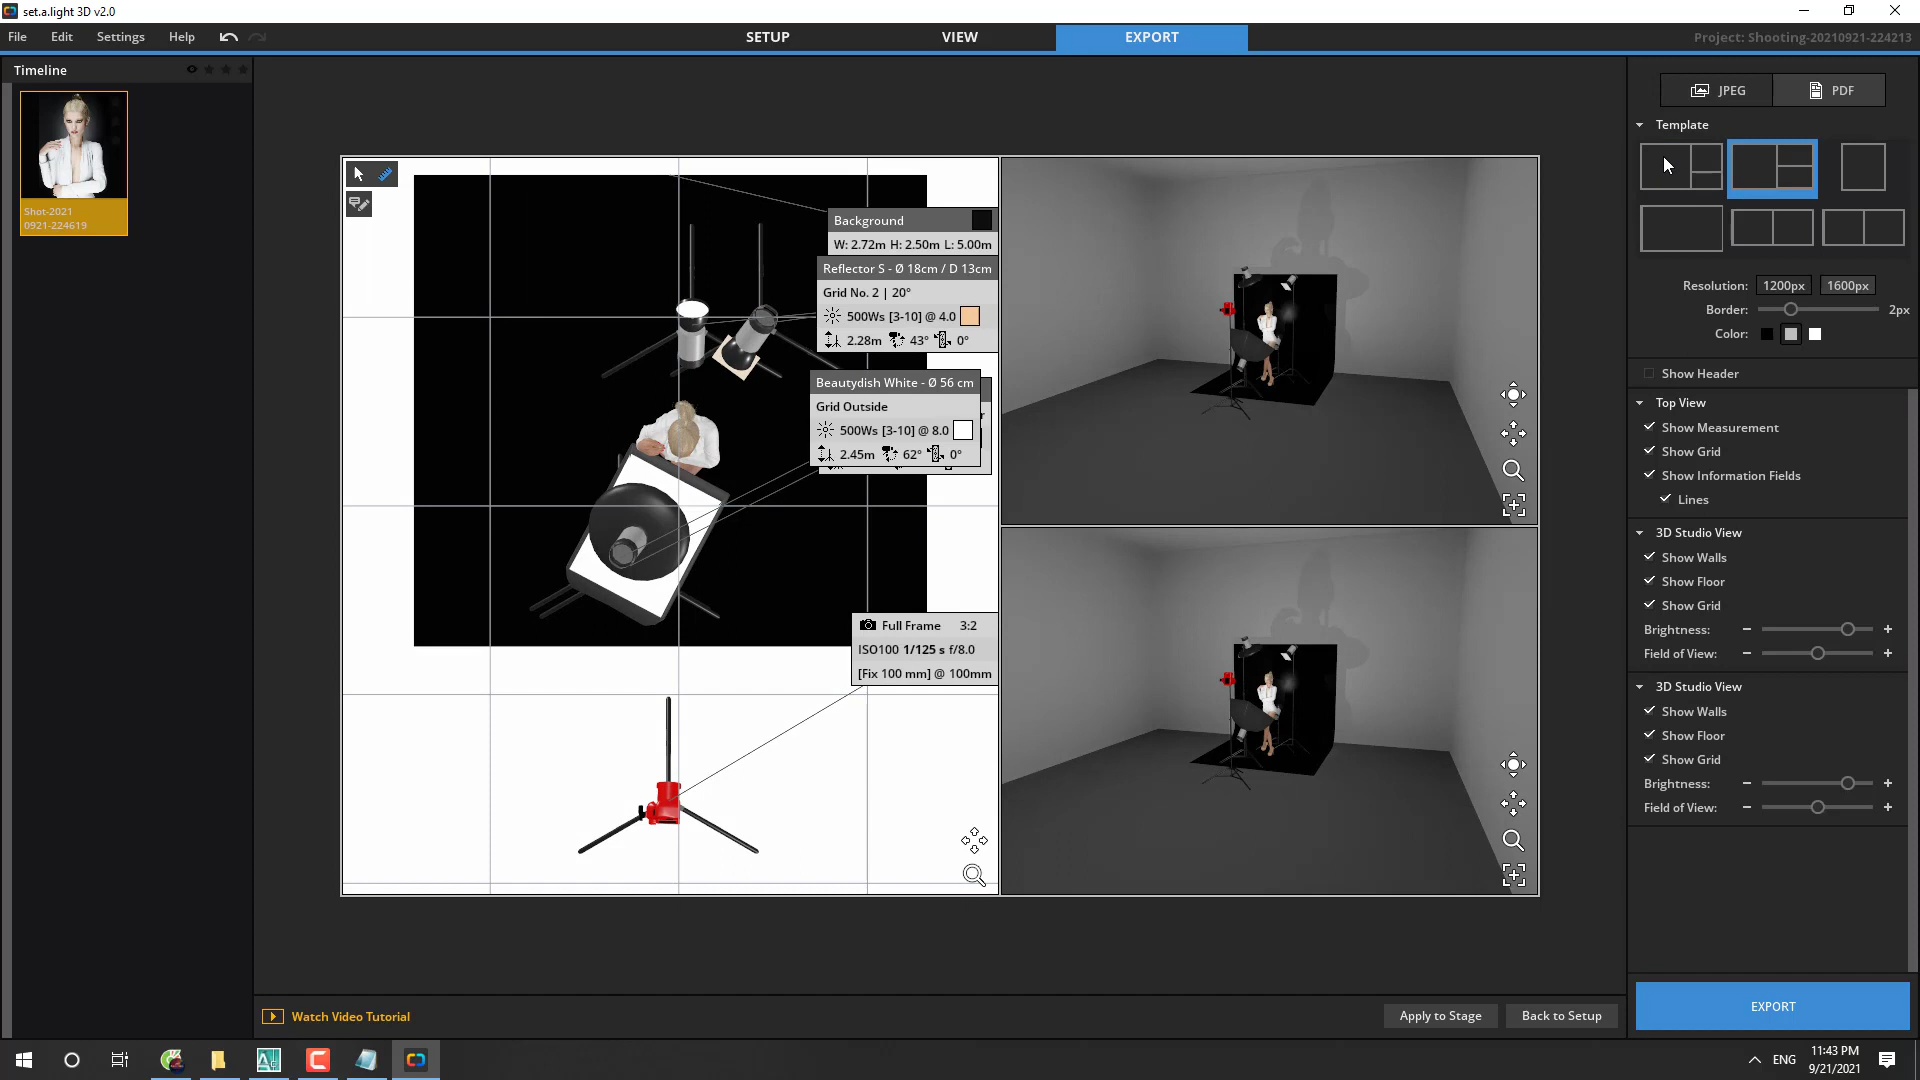 set.a.light 3D v2.0
File Edit Settings Help
SETUP VIEW EXPORT
Project: Shooting-20210921-224213
Timeline
Shot-2021
0921-224619
Background
W: 2.72m H: 2.50m L: 5.00m
Reflector S - Ø 18cm / D 13cm
Grid No. 2 | 20°
500Ws [3-10] @ 4.0
2.28m 43° 0°
Beautydish White - Ø 56 cm
Grid Outside
500Ws [3-10] @ 8.0
2.45m 62° 0°
Full Frame 3:2
ISO100 1/125 s f/8.0
[Fix 100 mm] @ 100mm
JPEG PDF
Template
Resolution: 1200px 1600px
Border: 2px
Color:
Show Header
Top View
Show Measurement
Show Grid
Show Information Fields
Lines
3D Studio View
Show Walls
Show Floor
Show Grid
Brightness: - +
Field of View: - +
3D Studio View
Show Walls
Show Floor
Show Grid
Brightness: - +
Field of View: - +
Watch Video Tutorial
Apply to Stage
Back to Setup
EXPORT
ENG
11:43 PM
9/21/2021